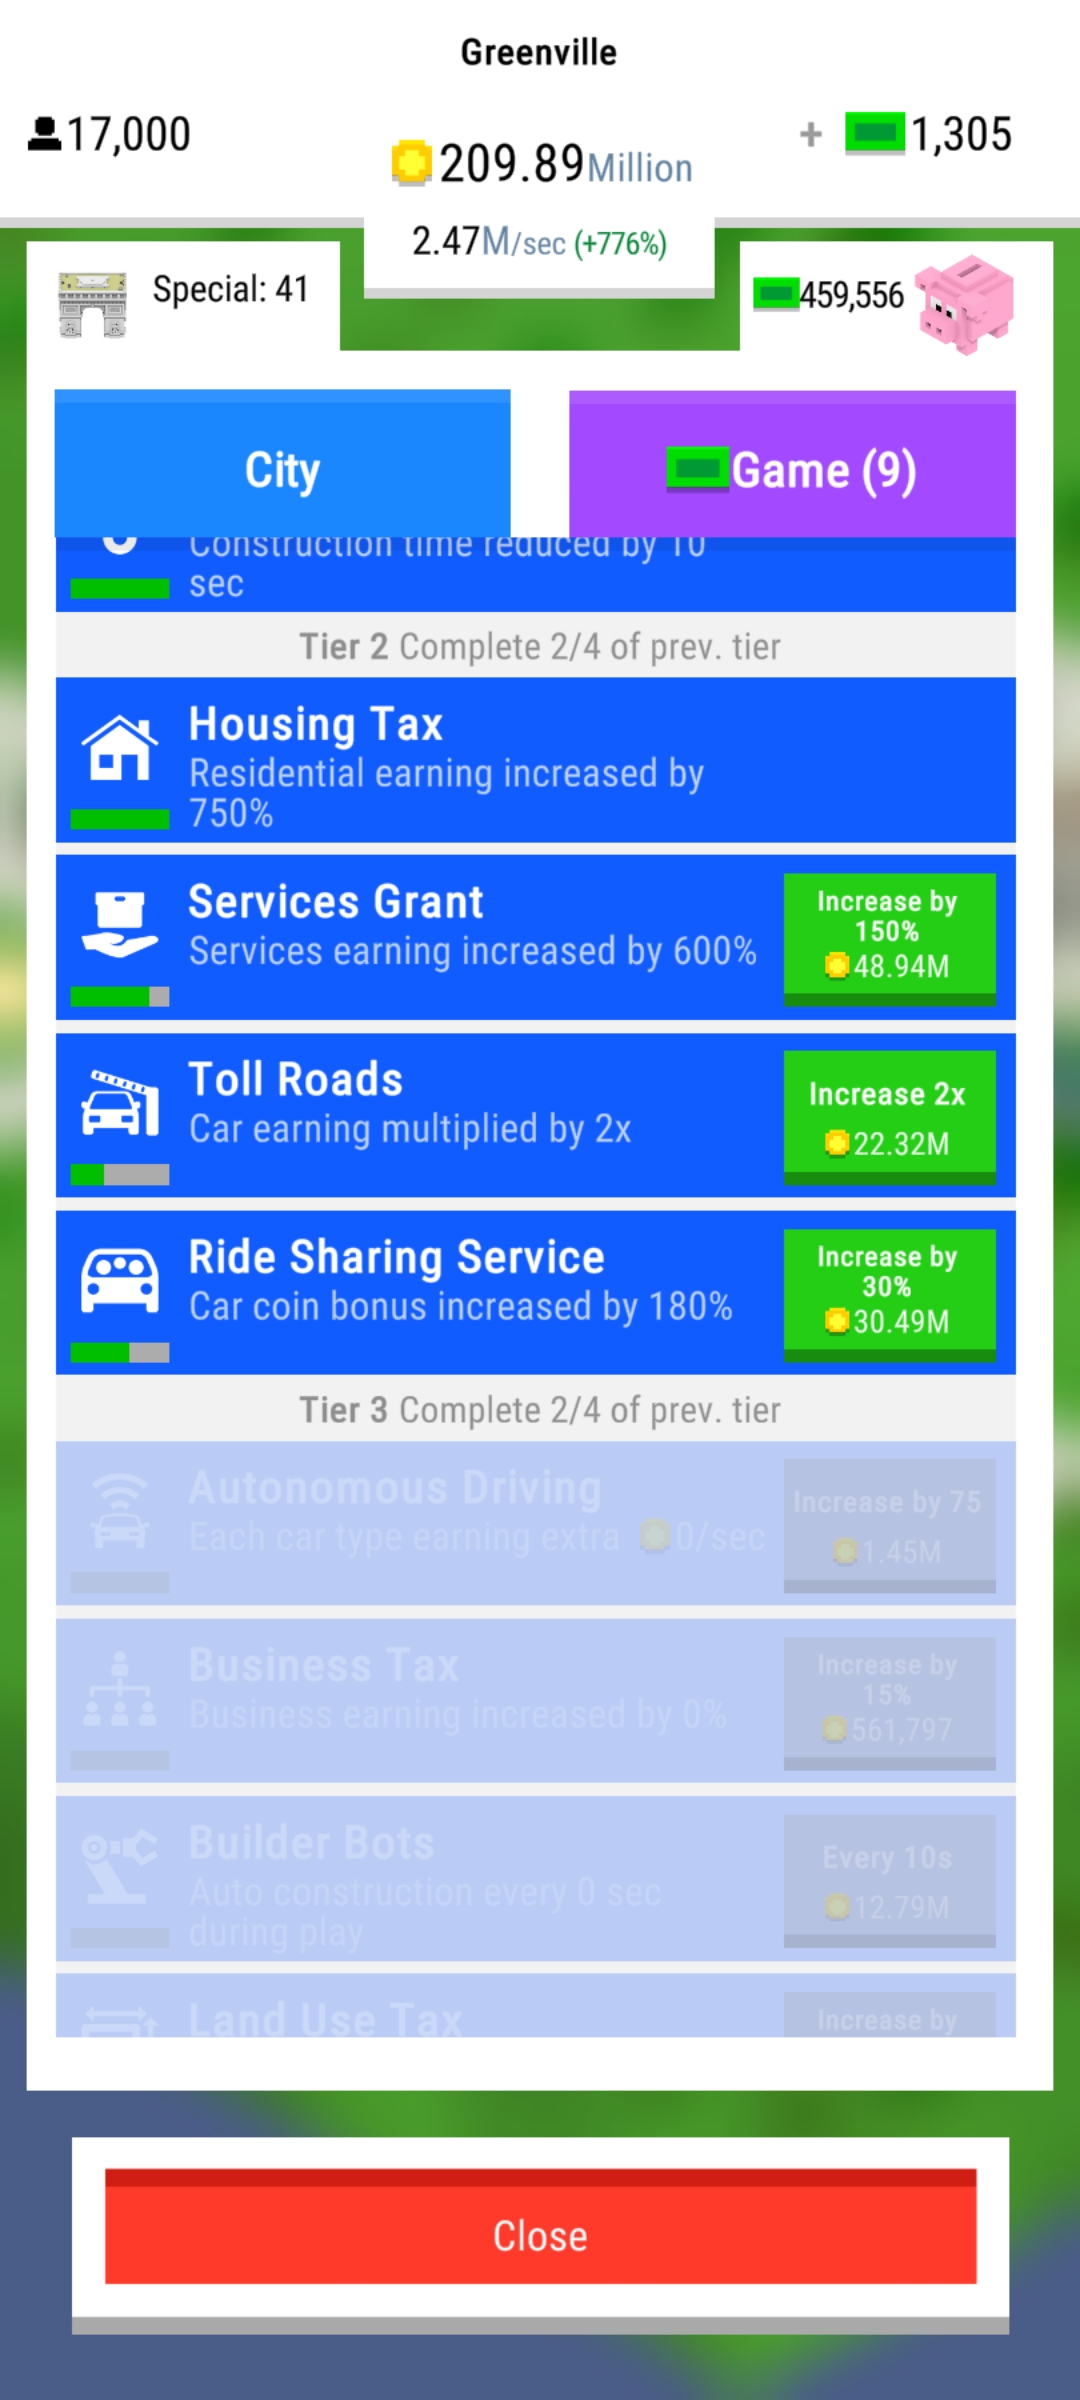 Greenville
17,000
209.89Million
+ 1,305
2.47M/sec (+776%)
Special: 41
459,556
City
Game (9)
Construction time reduced by 10
sec
Tier 2 Complete 2/4 of prev. tier
Housing Tax
Residential earning increased by
750%
Services Grant
Services earning increased by 600%
Increase by
150%
48.94M
Toll Roads
Car earning multiplied by 2x
Increase 2x
22.32M
Ride Sharing Service
Car coin bonus increased by 180%
Increase by
30%
30.49M
Tier 3 Complete 2/4 of prev. tier
Autonomous Driving
Each car type earning extra 0/sec
Increase by 75
1.45M
Business Tax
Business earning increased by 0%
Increase by
15%
561,797
Builder Bots
Auto construction every 0 sec
during play
Every 10s
12.79M
Land Use Tax
Increase by
Close